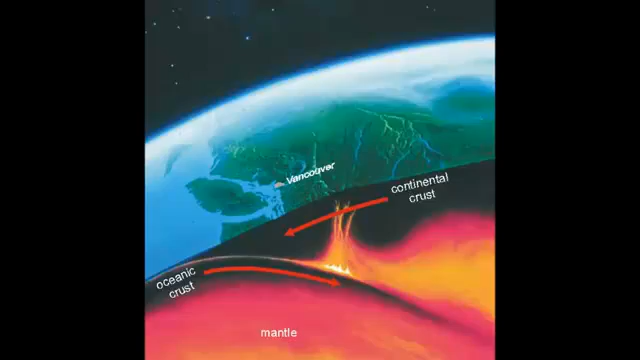 Vancouver
continental
crust
oceanic
crust
mantle